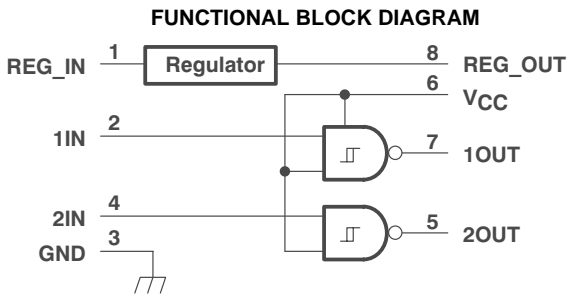 FUNCTIONAL BLOCK DIAGRAM
REG_IN 1 Regulator 8 REG_OUT
6 VCC
1IN 2 7 1OUT
2IN 4 5 2OUT
GND 3